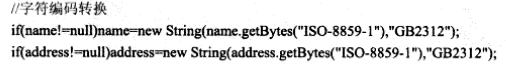 //字符编码转换
if(name!=null)name=new String(name.getBytes("ISO-8859-1"),"GB2312");
if(address!=null)address=new String(address.getBytes("ISO-8859-1"),"GB2312");